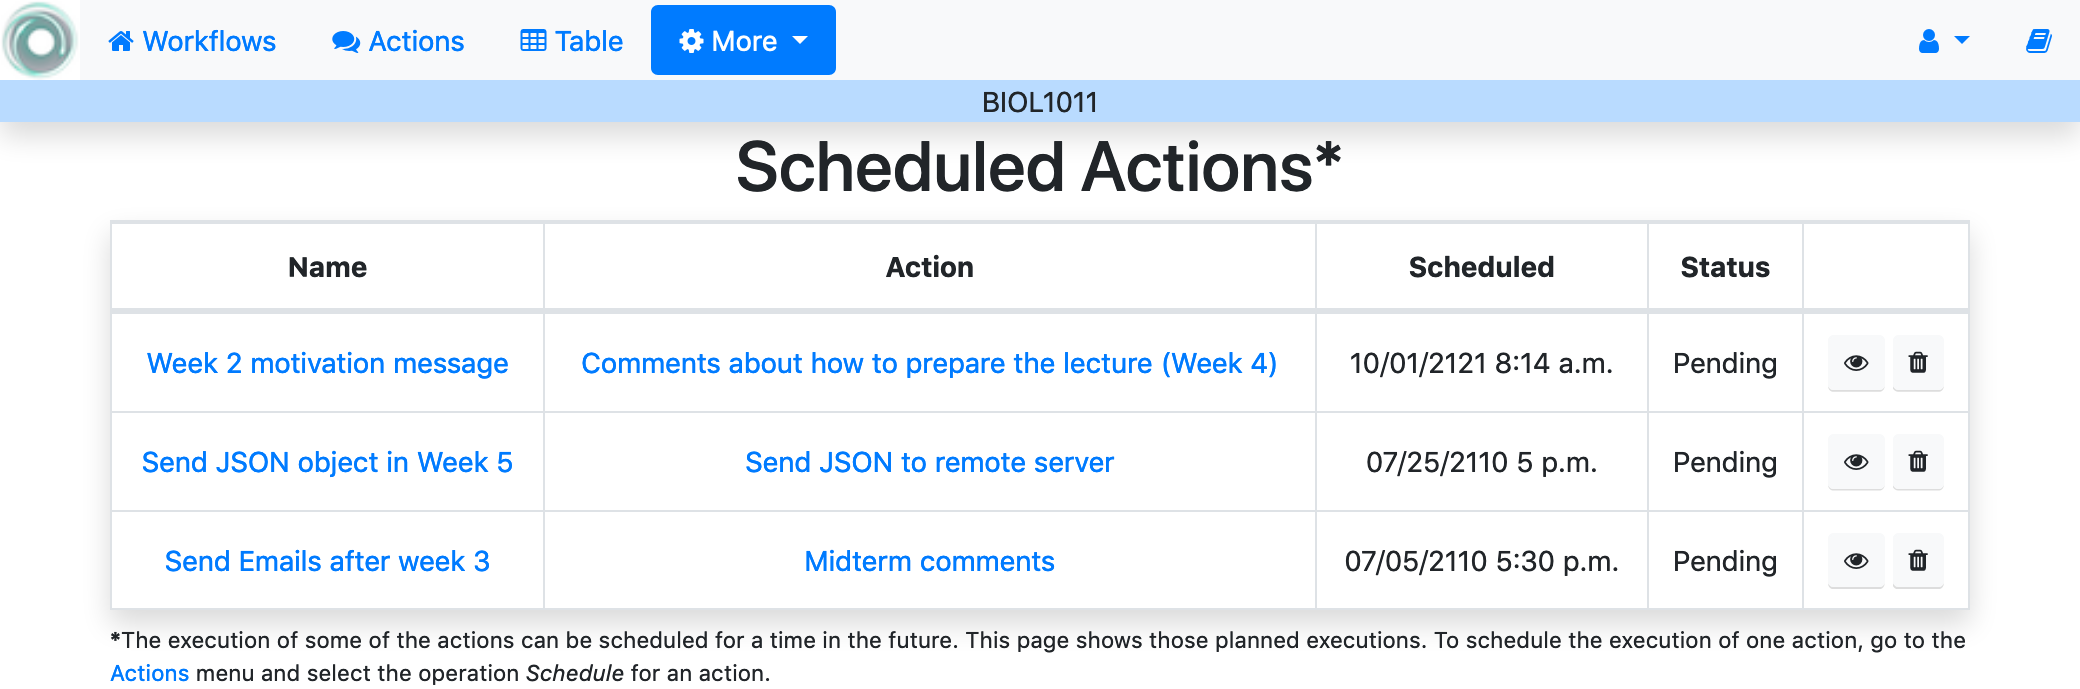 Workflows Actions Table More
BIOL1011
Scheduled Actions*
Name Action Scheduled Status
Week 2 motivation message Comments about how to prepare the lecture (Week 4) 10/01/2121 8:14 a.m. Pending
Send JSON object in Week 5 Send JSON to remote server 07/25/2110 5 p.m. Pending
Send Emails after week 3 Midterm comments 07/05/2110 5:30 p.m. Pending
*The execution of some of the actions can be scheduled for a time in the future. This page shows those planned executions. To schedule the execution of one action, go to the
Actions menu and select the operation Schedule for an action.